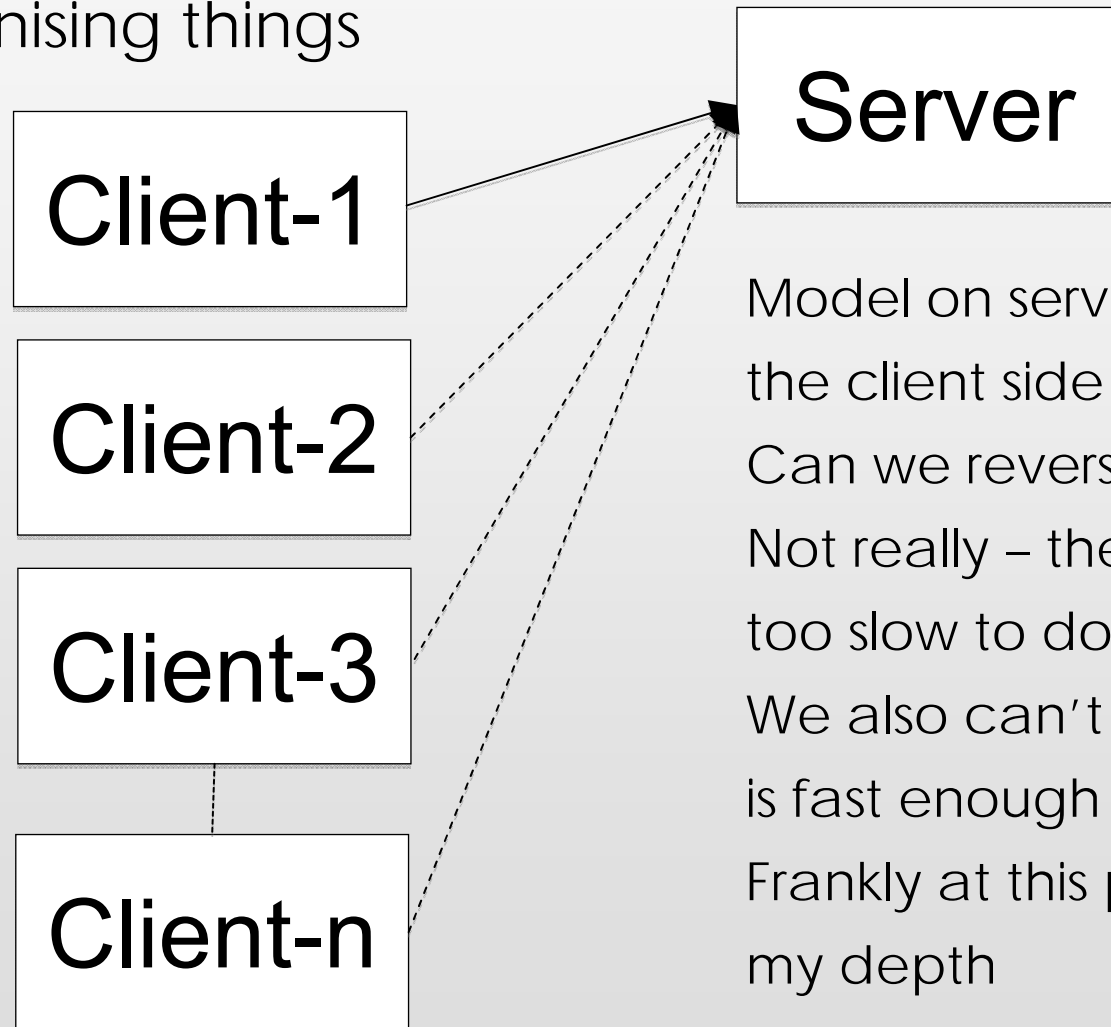 nising things
Server
Client-1
Client-2
Client-3
Client-n
Model on serv
the client side
Can we revers
Not really – the
too slow to do
We also can't
is fast enough
Frankly at this p
my depth